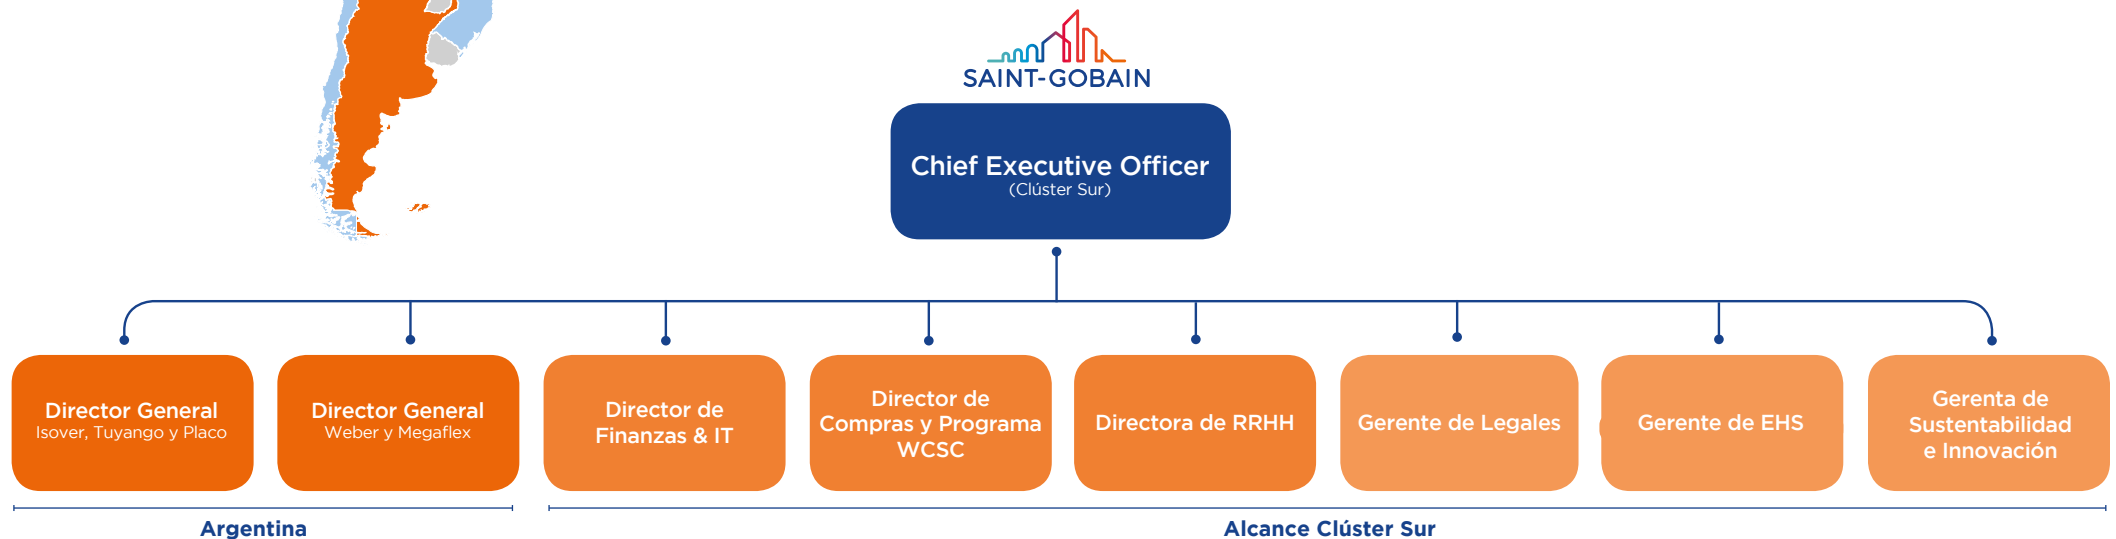 SAINT-GOBAIN
Chief Executive Officer
(Clúster Sur)
Director General
Isover, Tuyango y Placo
Director General
Weber y Megaflex
Director de
Finanzas & IT
Director de
Compras y Programa
WCSC
Directora de RRHH
Gerente de Legales
Gerente de EHS
Gerenta de
Sustentabilidad
e Innovación
Argentina
Alcance Clúster Sur